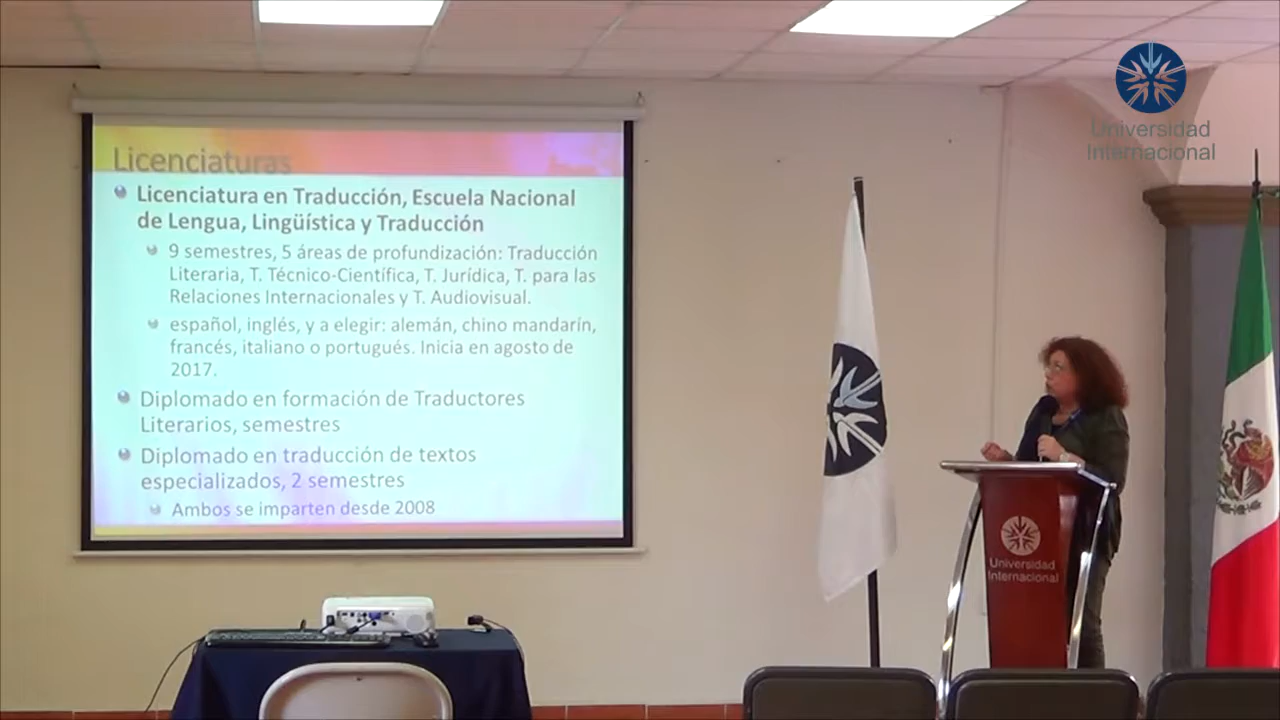 Licenciaturas
Licenciatura en Traducción, Escuela Nacional
de Lengua, Lingüística y Traducción
9 semestres, 5 áreas de profundización: Traducción
Literaria, T. Técnico-Científica, T. Jurídica, T. para las
Relaciones Internacionales y T. Audiovisual.
español, inglés, y a elegir: alemán, chino mandarín,
francés, italiano o portugués. Inicia en agosto de
2017.
Diplomado en formación de Traductores
Literarios, semestres
Diplomado en traducción de textos
especializados, 2 semestres
Ambos se imparten desde 2008
Universidad
Internacional
Universidad
Internacional